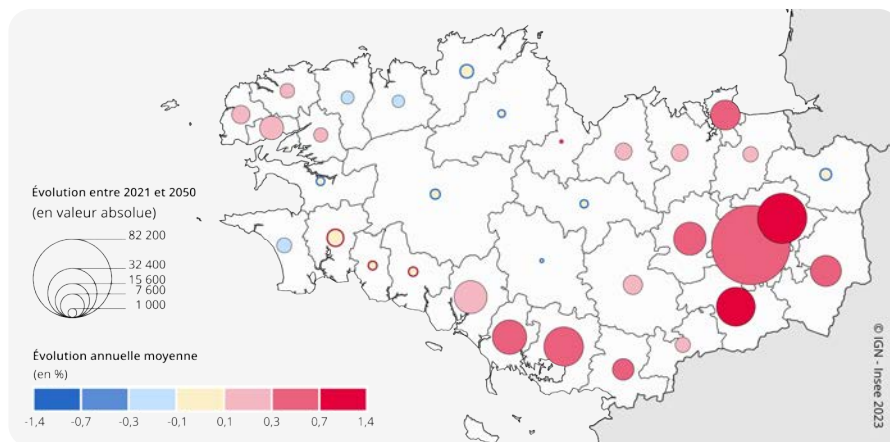 Évolution entre 2021 et 2050
(en valeur absolue)
82 200
32 400
15 600
7 600
1 000
Évolution annuelle moyenne
(en %)
-1,4 -0,7 -0,3 -0,1 0,1 0,3 0,7 1,4
© IGN - Insee 2023